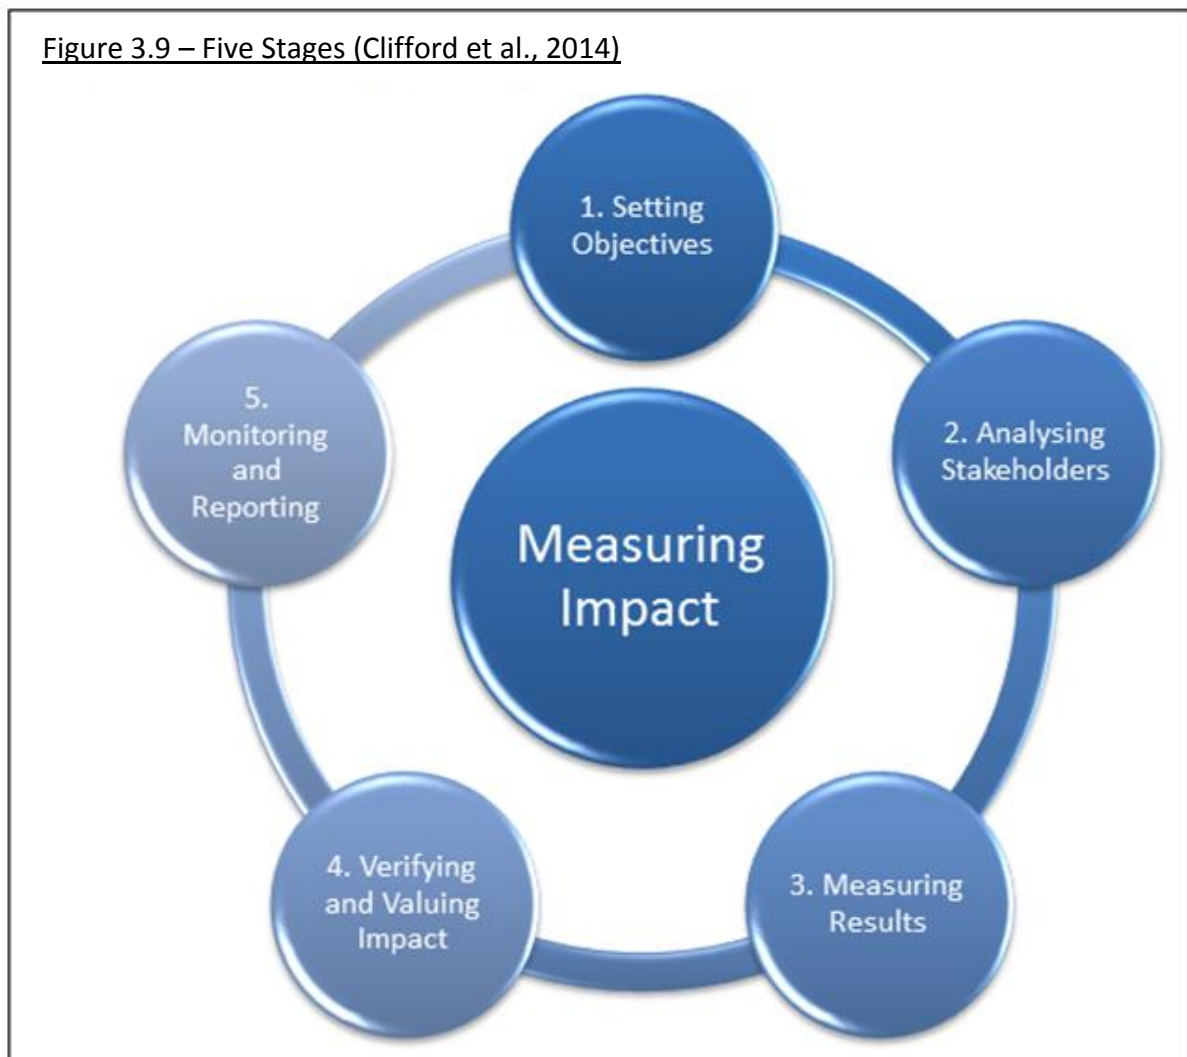 Figure 3.9 – Five Stages (Clifford et al., 2014)
1. Setting
Objectives
2. Analysing
Stakeholders
3. Measuring
Results
4. Verifying
and Valuing
Impact
5.
Monitoring
and
Reporting
Measuring
Impact